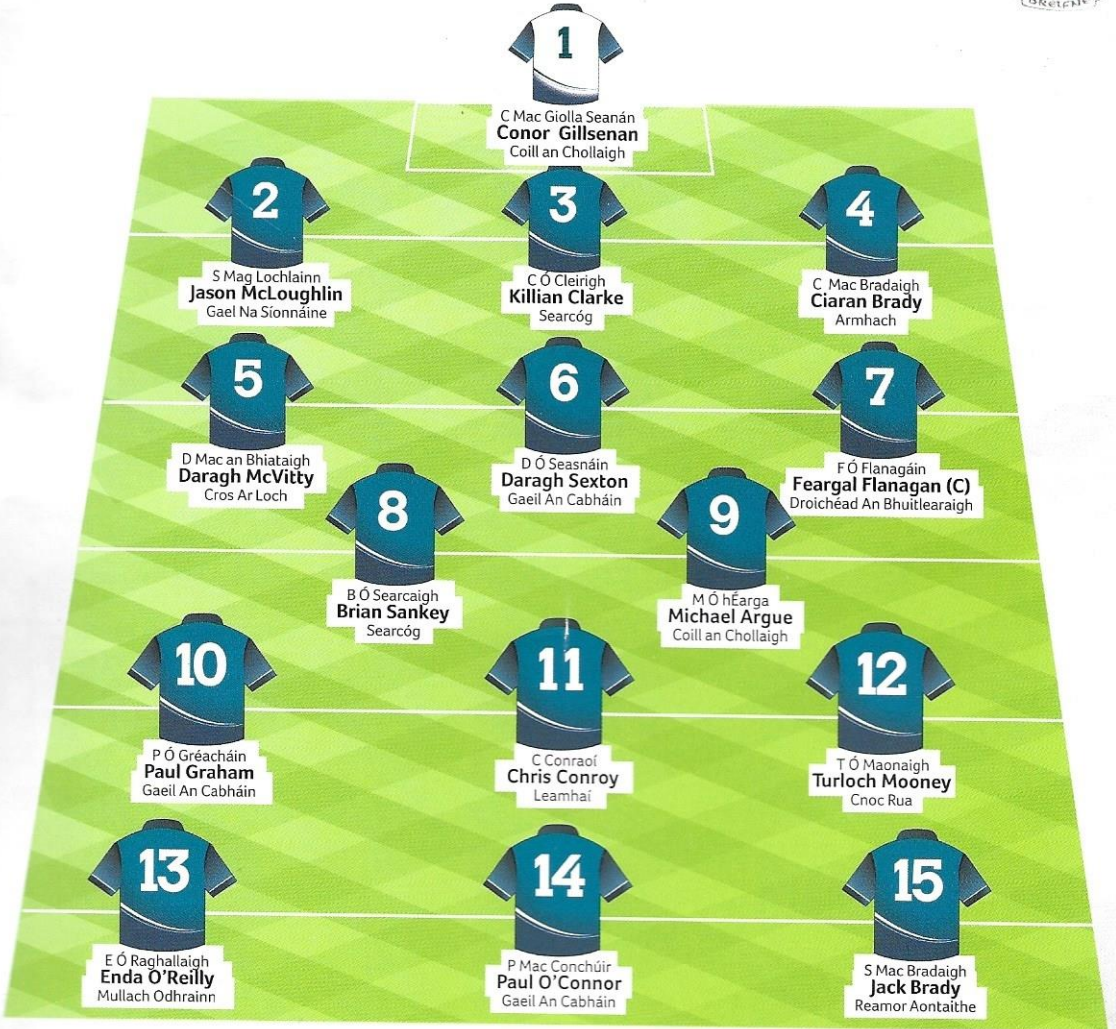 BREIFNE
1
C Mac Giolla Seanán
Conor Gillsenan
Coill an Chollaigh
2
S Mag Lochlainn
Jason McLoughlin
Gael Na Síonnáine
3
C Ó Cleirigh
Killian Clarke
Searcóg
4
C Mac Bradaigh
Ciaran Brady
Armhach
5
D Mac an Bhiataigh
Daragh McVitty
Cros Ar Loch
6
D Ó Seasnáin
Daragh Sexton
Gaeil An Cabháin
7
F Ó Flanagáin
Feargal Flanagan (C)
Droichéad An Bhuitlearaigh
8
B Ó Searcaigh
Brian Sankey
Searcóg
9
M Ó hÉarga
Michael Argue
Coill an Chollaigh
10
P Ó Gréacháin
Paul Graham
Gaeil An Cabháin
11
C Conraoí
Chris Conroy
Leamhaí
12
T Ó Maonaigh
Turloch Mooney
Cnoc Rua
13
E Ó Raghallaigh
Enda O'Reilly
Mullach Odhrainn
14
P Mac Conchúir
Paul O'Connor
Gaeil An Cabháin
15
S Mac Bradaigh
Jack Brady
Reamor Aontaithe